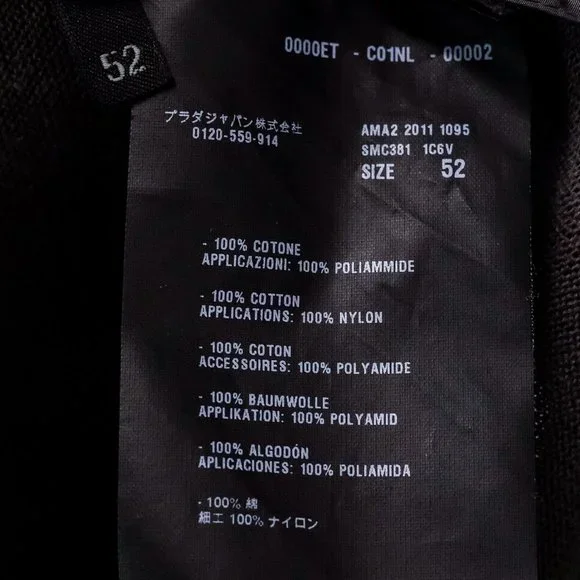 52
0000ET - C01NL - 00002
プラダジャパン株式会社
0120-559-914
AMA2 2011 1095
SMC381 1C6V
SIZE 52
- 100% COTONE
APPLICAZIONI: 100% POLIAMMIDE
- 100% COTTON
APPLICATIONS: 100% NYLON
- 100% COTON
ACCESSOIRES: 100% POLYAMIDE
- 100% BAUMWOLLE
APPLIKATION: 100% POLYAMID
- 100% ALGODÓN
APLICACIONES: 100% POLIAMIDA
- 100% 綿
細工 100% ナイロン